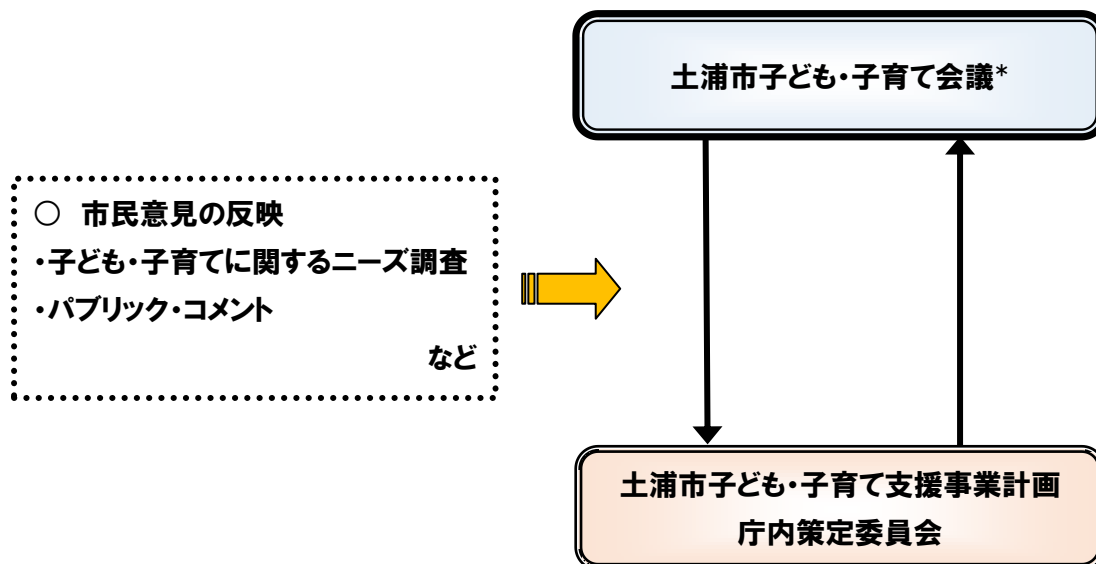 土浦市子ども・子育て会議*
○ 市民意見の反映
・子ども・子育てに関するニーズ調査
・パブリック・コメント
など
土浦市子ども・子育て支援事業計画
庁内策定委員会